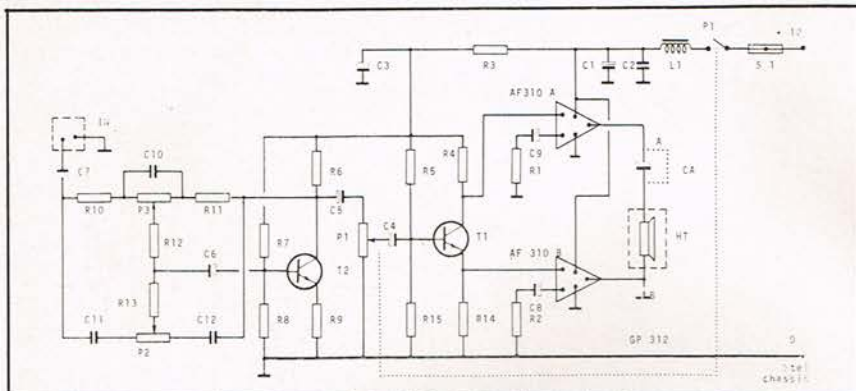 P1
+ 12
R3
C3
C1
C2
L1
S 1
AF310 A
IN
C10
C7
R4
R6
R5
C9
R1
A
CA
R10
P3
R11
C5
R12
P1
C4
T1
HT
C6
R7
T2
AF 310 B
R13
B
C11
C12
C8
R8
R9
R15
R14
R2
P2
GP 312
0
chassis